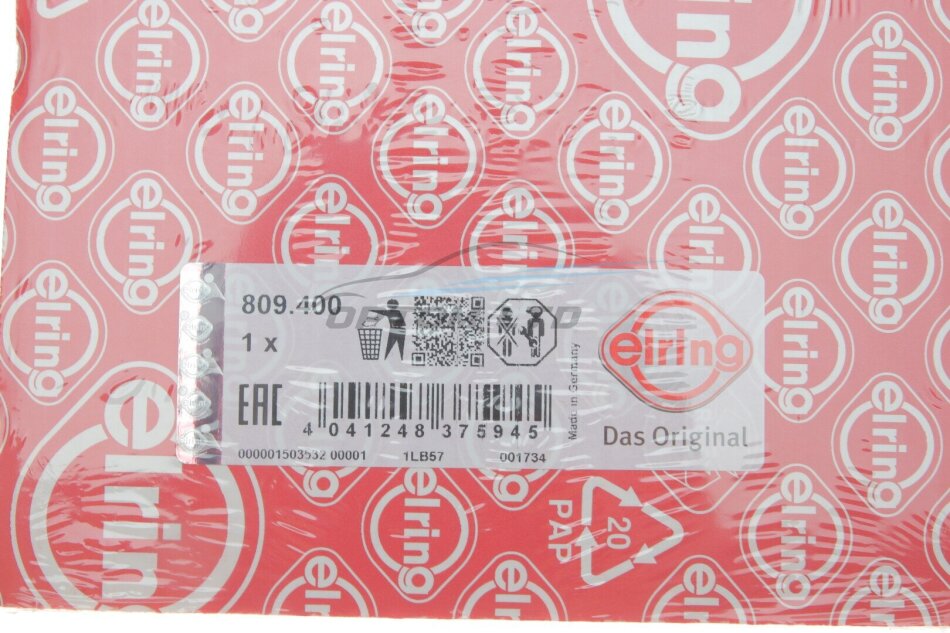 elring
809.400
1 x
EAC
4 041248 375945
Made in Germany
elring
Das Original
000001503532 00001 1LB57 001734
20
PAP